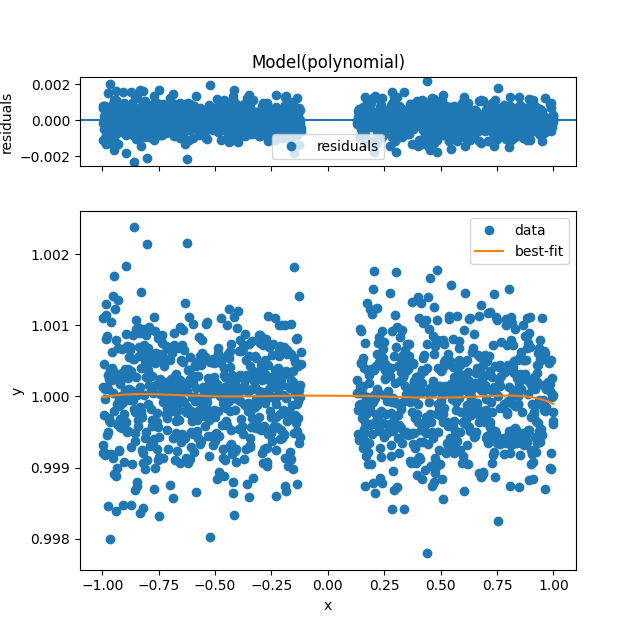 Model(polynomial)
0.002
0.000
−0.002
residuals
residuals
data
best-fit
1.002
1.001
1.000
0.999
0.998
y
−1.00 −0.75 −0.50 −0.25 0.00 0.25 0.50 0.75 1.00
x